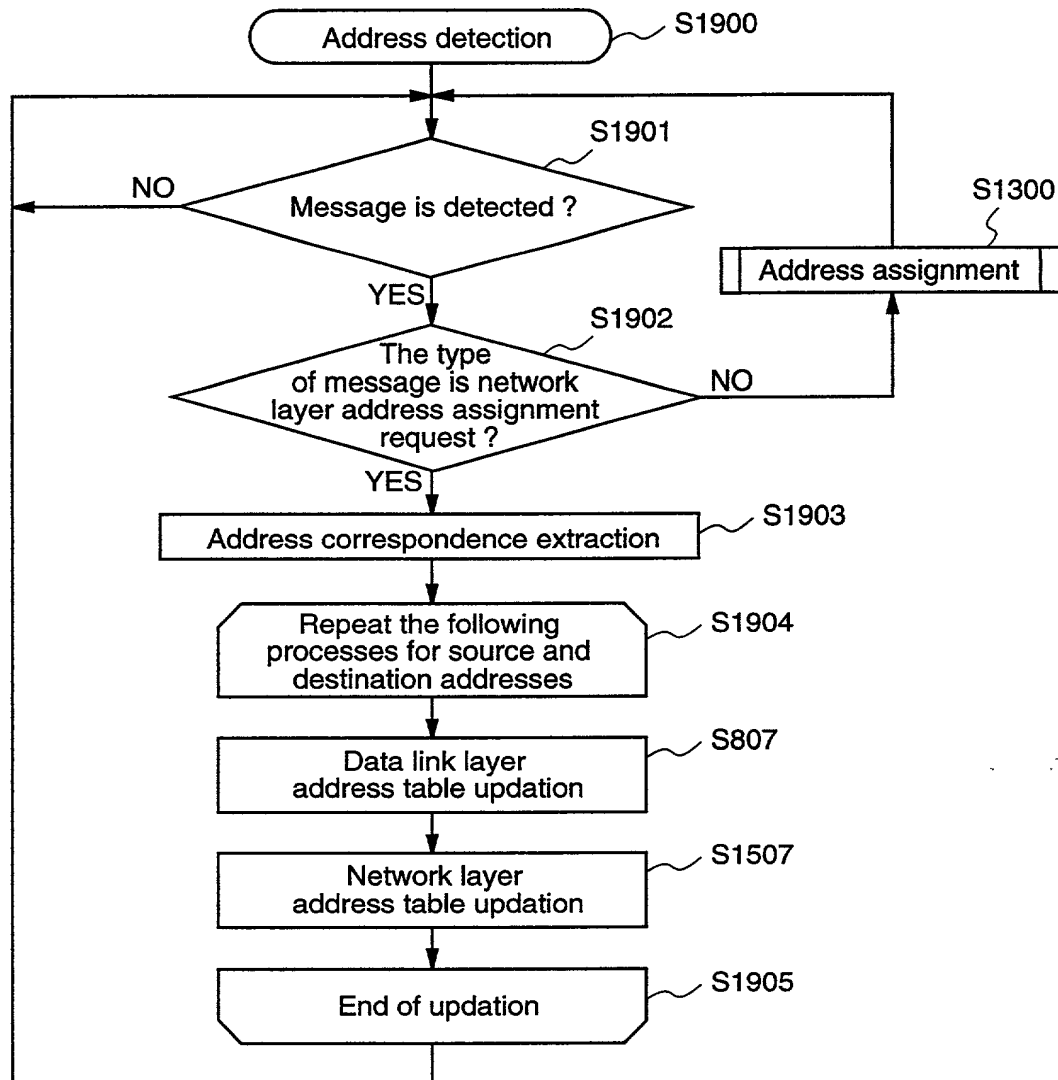 Address detection
S1900
S1901
NO
Message is detected ?
S1300
Address assignment
YES
S1902
The type
of message is network
layer address assignment
request ?
NO
YES
S1903
Address correspondence extraction
Repeat the following
processes for source and
destination addresses
S1904
S807
Data link layer
address table updation
S1507
Network layer
address table updation
S1905
End of updation